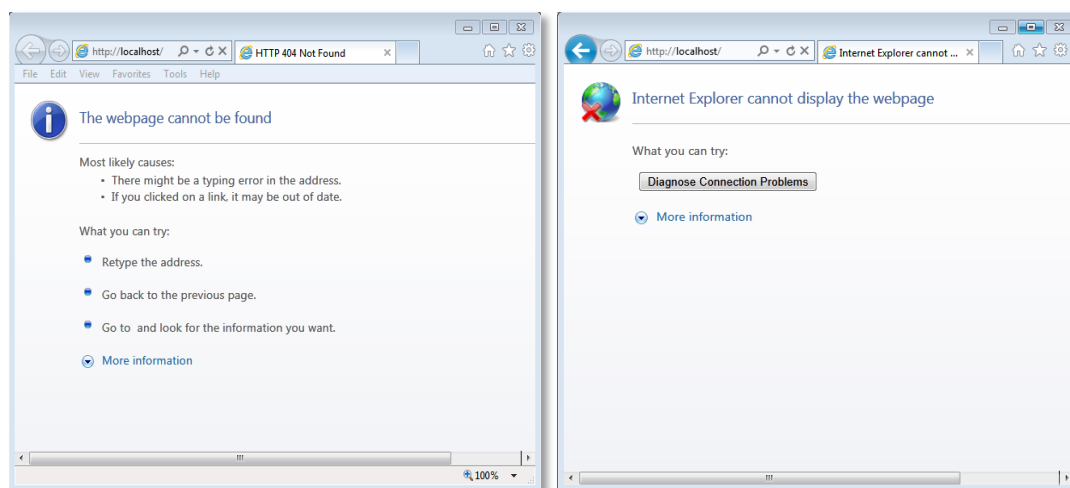 http://localhost/
HTTP 404 Not Found
File Edit View Favorites Tools Help
The webpage cannot be found
Most likely causes:
• There might be a typing error in the address.
• If you clicked on a link, it may be out of date.
What you can try:
Retype the address.
Go back to the previous page.
Go to and look for the information you want.
More information
100%
http://localhost/
Internet Explorer cannot ...
Internet Explorer cannot display the webpage
What you can try:
Diagnose Connection Problems
More information